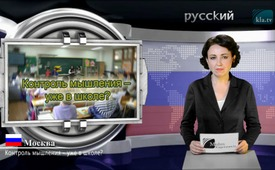 русский
kla.tv
Контроль мышления –
уже в школе?
Москва
Контроль мышления – уже в школе?